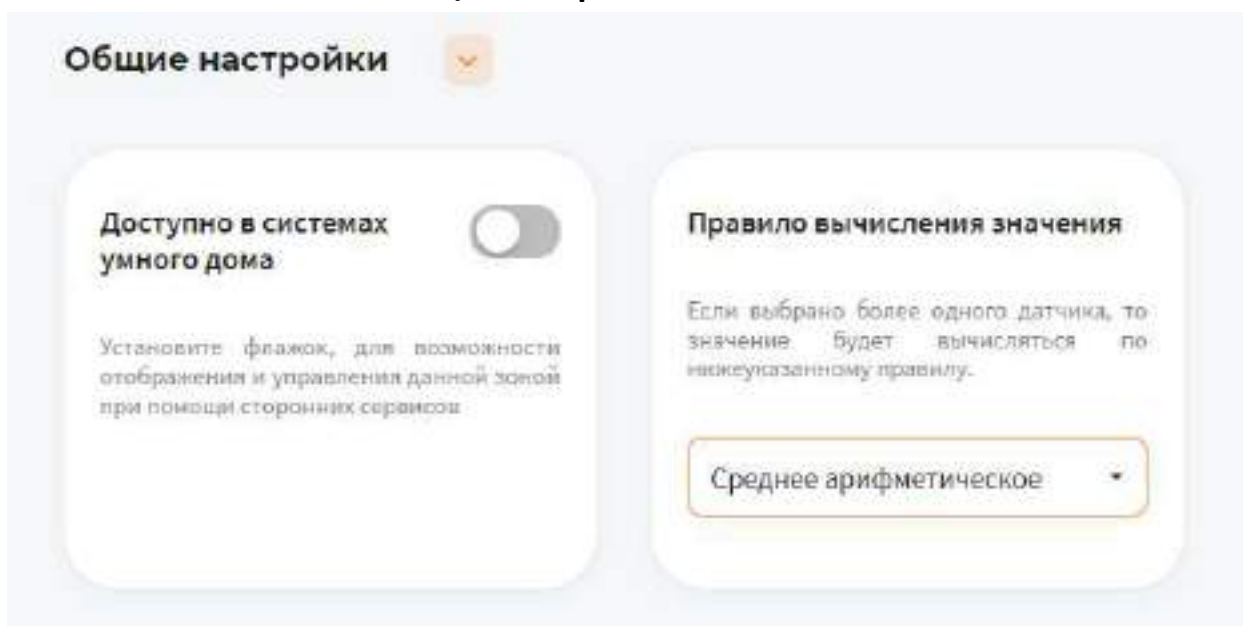 Общие настройки
Доступно в системах
умного дома
Установите флажок, для возможности
отображения и управления данной зоной
при помощи сторонних сервисов
Правило вычисления значения
Если выбрано более одного датчика, то
значение будет вычисляться по
нижеуказанному правилу.
Среднее арифметическое